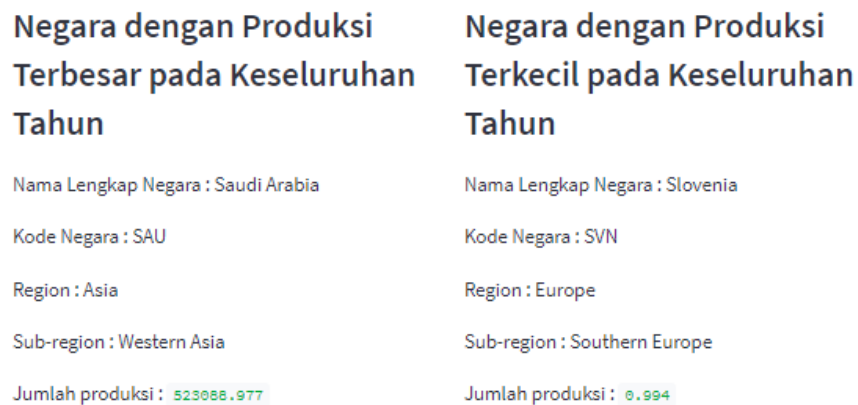 Negara dengan Produksi
Terbesar pada Keseluruhan
Tahun
Nama Lengkap Negara : Saudi Arabia
Kode Negara : SAU
Region : Asia
Sub-region : Western Asia
Jumlah produksi : 523088.977
Negara dengan Produksi
Terkecil pada Keseluruhan
Tahun
Nama Lengkap Negara : Slovenia
Kode Negara : SVN
Region : Europe
Sub-region : Southern Europe
Jumlah produksi : 0.994